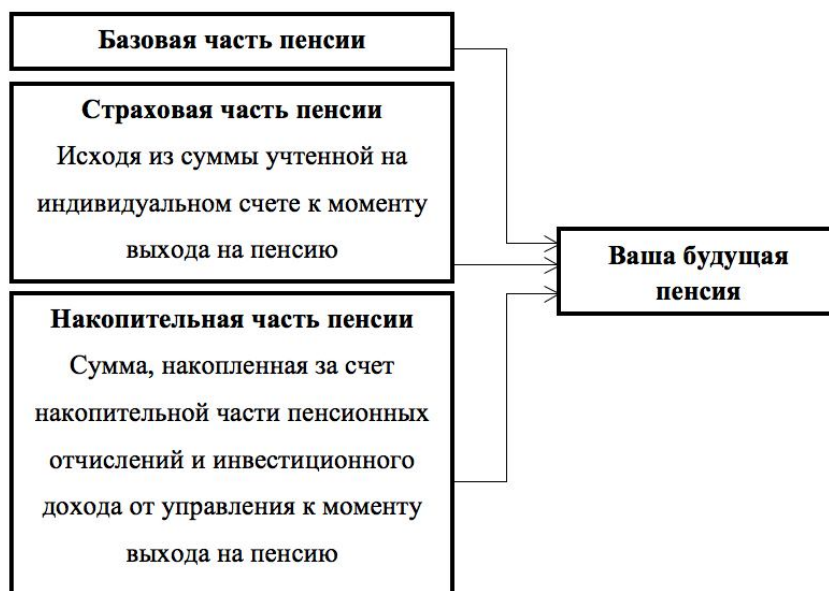 Базовая часть пенсии
Страховая часть пенсии
Исходя из суммы учтенной на
индивидуальном счете к моменту
выхода на пенсию
Ваша будущая
пенсия
Накопительная часть пенсии
Сумма, накопленная за счет
накопительной части пенсионных
отчислений и инвестиционного
дохода от управления к моменту
выхода на пенсию